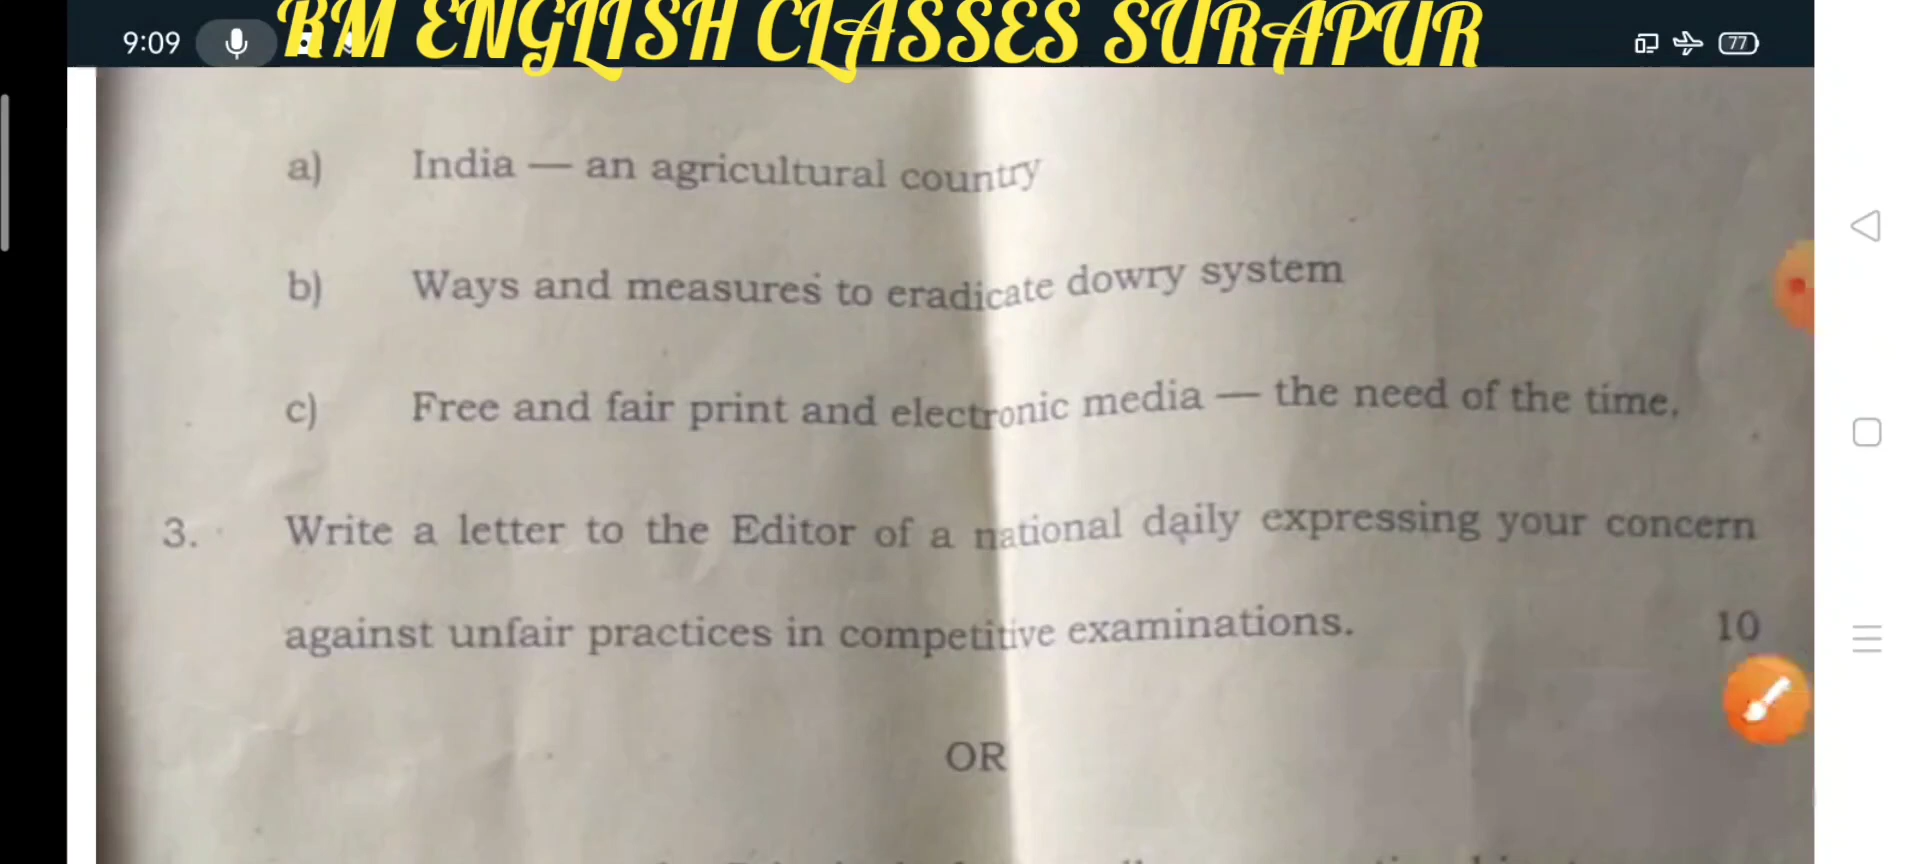 9:09
RM ENGLISH CLASSES SURAPUR
77
a) India — an agricultural country
b) Ways and measures to eradicate dowry system
c) Free and fair print and electronic media — the need of the time.
3. Write a letter to the Editor of a national daily expressing your concern
against unfair practices in competitive examinations. 10
OR